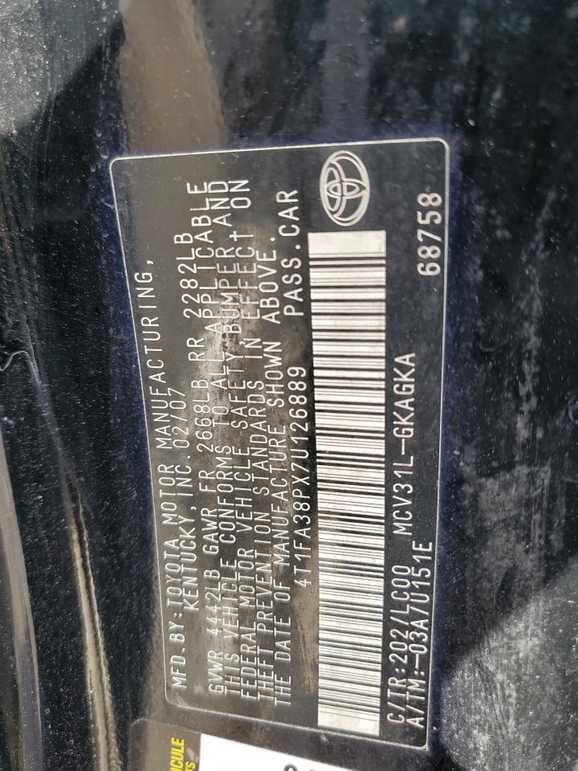 MFD.BY:TOYOTA MOTOR MANUFACTURING,
KENTUCKY, INC. 02/07
GVWR 4442LB GAWR FR 2668LB RR 2282LB
THIS VEHICLE CONFORMS TO ALL APPLICABLE
FEDERAL MOTOR VEHICLE SAFETY, BUMPER, AND
THEFT PREVENTION STANDARDS IN EFFECT ON
THE DATE OF MANUFACTURE SHOWN ABOVE.
4T1FA38PX7U126889 PASS.CAR
C/TR:202/LC00 MCV31L-GKAGKA
A/TM:-03A/U151E 68758